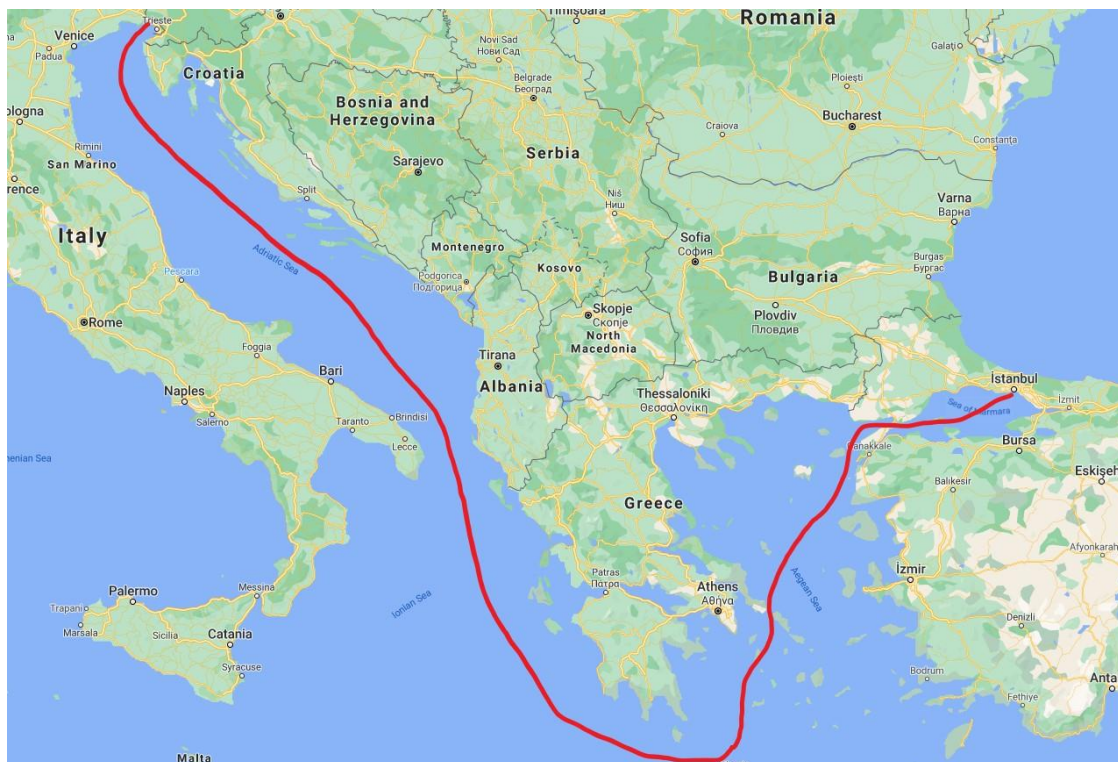 Trieste
Venice
Padua
Croatia
Novi Sad
Нови Сад
Romania
Galați
Ploiești
Belgrade
Београд
Bosnia and
Herzegovina
Bucharest
Craiova
Constanța
Rimini
San Marino
Serbia
Sarajevo
Split
Niš
Ниш
Varna
Варна
Italy
Adriatic Sea
Montenegro
Kosovo
Sofia
София
Burgas
Бургас
Bulgaria
Pescara
Podgorica
Подгорица
Skopje
Скопје
Plovdiv
Пловдив
Rome
North
Macedonia
Foggia
Tirana
Albania
Bari
Naples
Salerno
Taranto
Brindisi
Lecce
Thessaloniki
Θεσσαλονίκη
İstanbul
Sea of Marmara
İzmit
Bursa
Balıkesir
Greece
Afyonkarah
Patras
Πάτρα
Athens
Αθήνα
Aegean Sea
İzmir
Denizli
Ionian Sea
Palermo
Messina
Trapani
Marsala
Sicilia
Catania
Syracuse
Bodrum
Fethiye
Anta
Malta